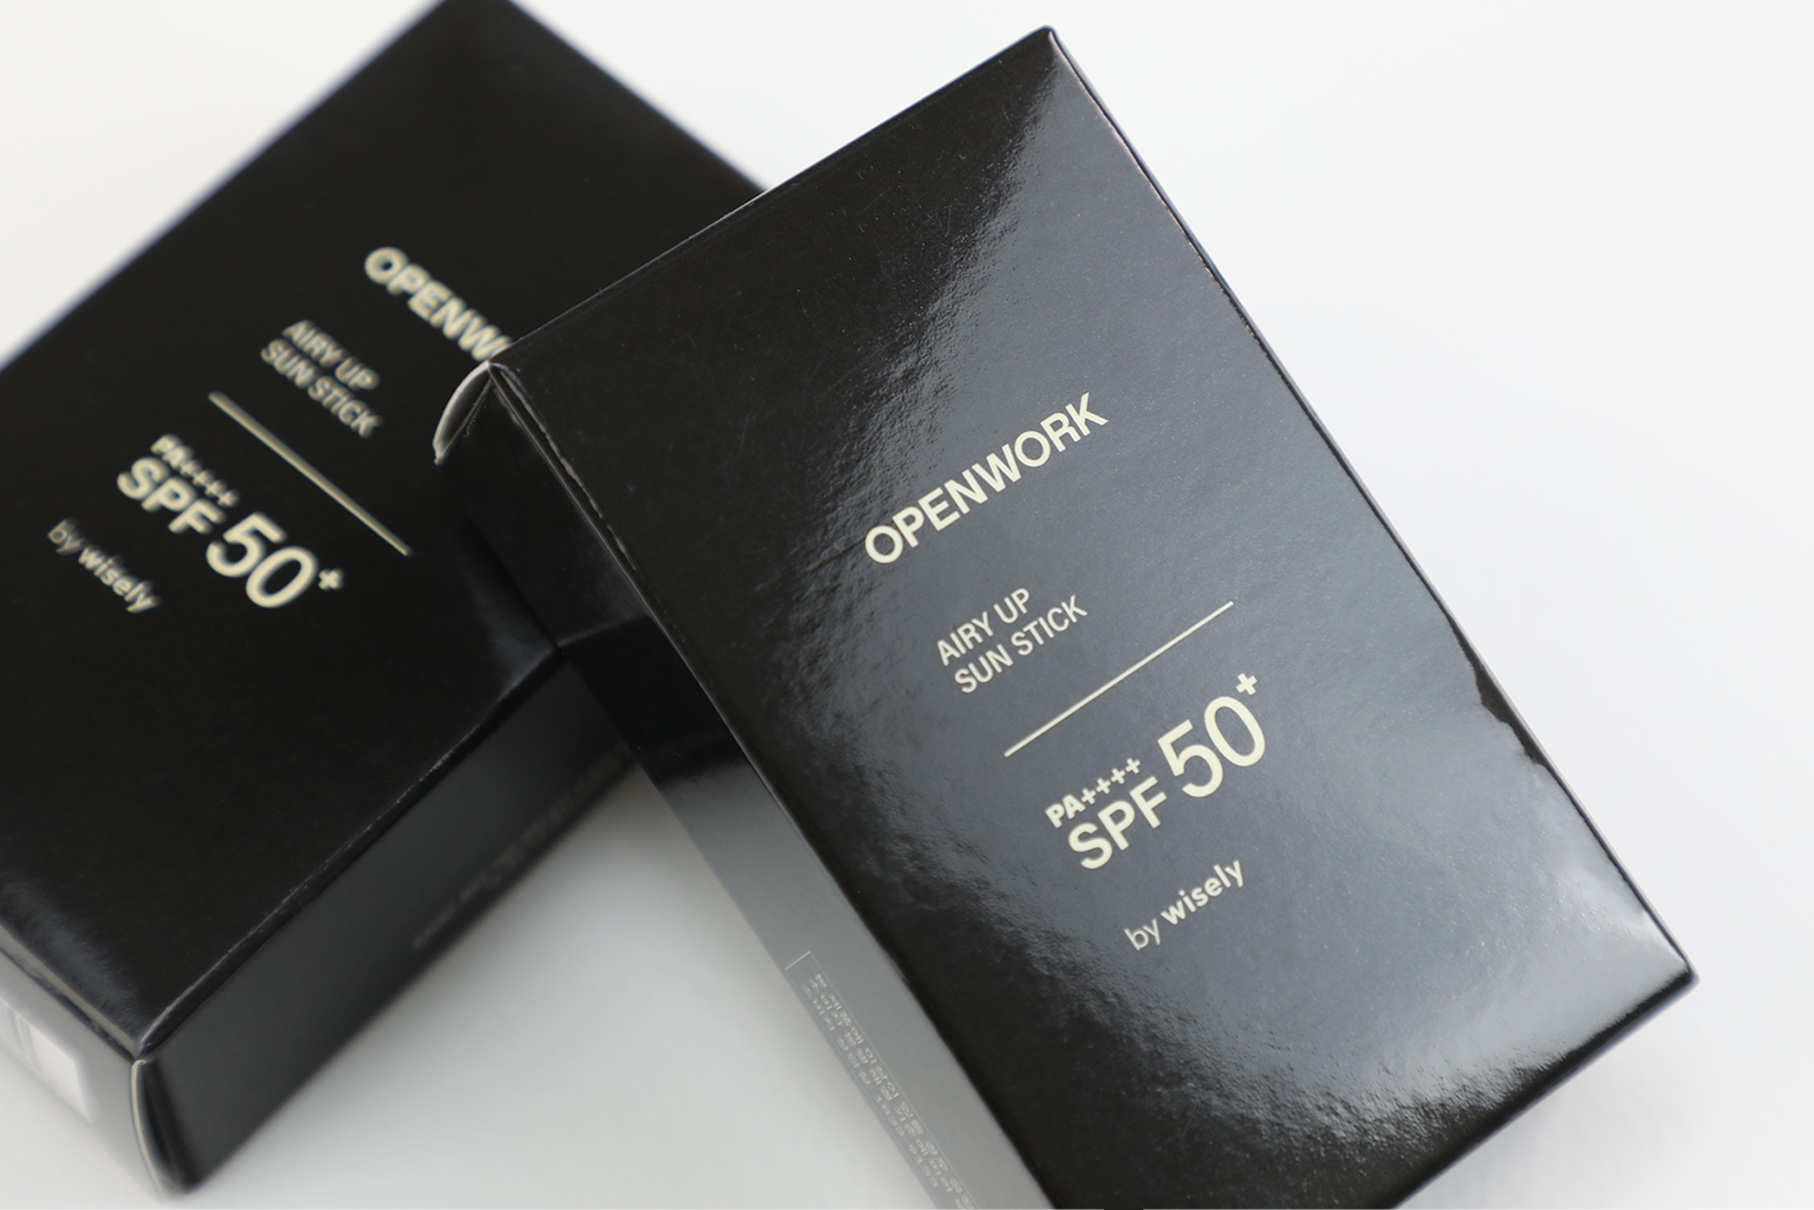 OPENW
AIRY UP
SUN STICK
PA++++
SPF 50+
by wisely
OPENWORK
AIRY UP
SUN STICK
PA++++
SPF 50+
by wisely